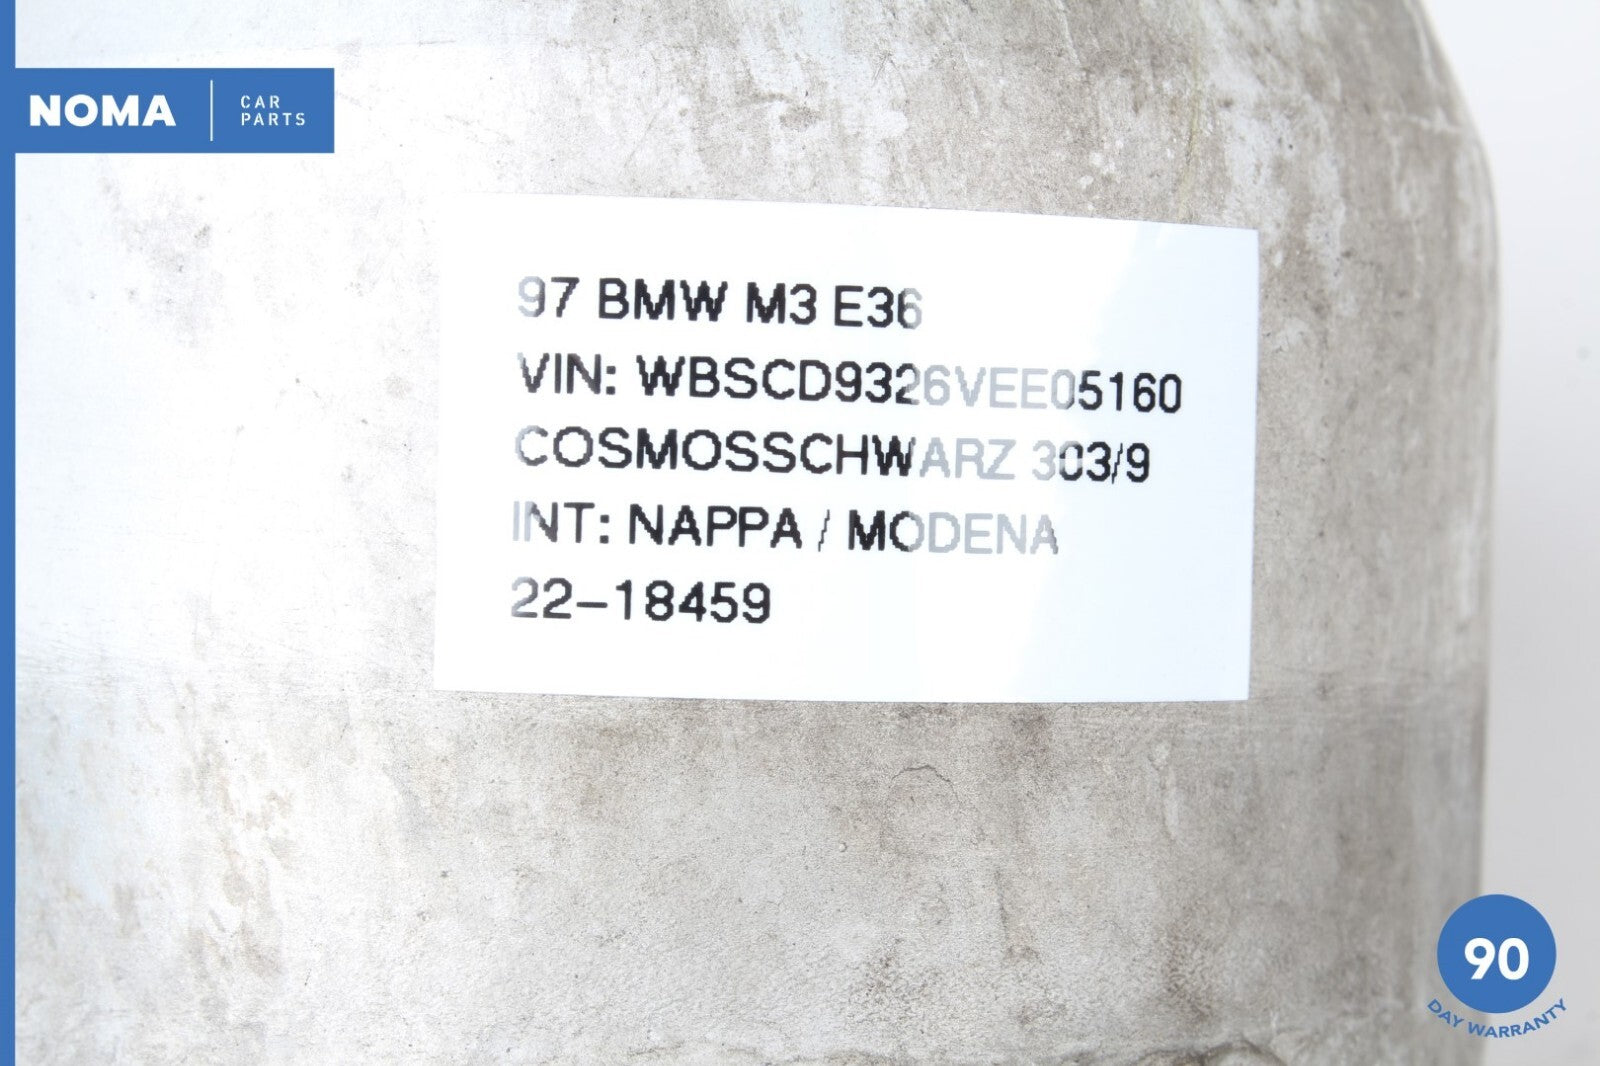 NOMA
CAR
PARTS
97 BMW M3 E36
VIN: WBSCD9326VEE05160
COSMOSSCHWARZ 303/9
INT: NAPPA / MODENA
22-18459
90
DAY WARRANTY